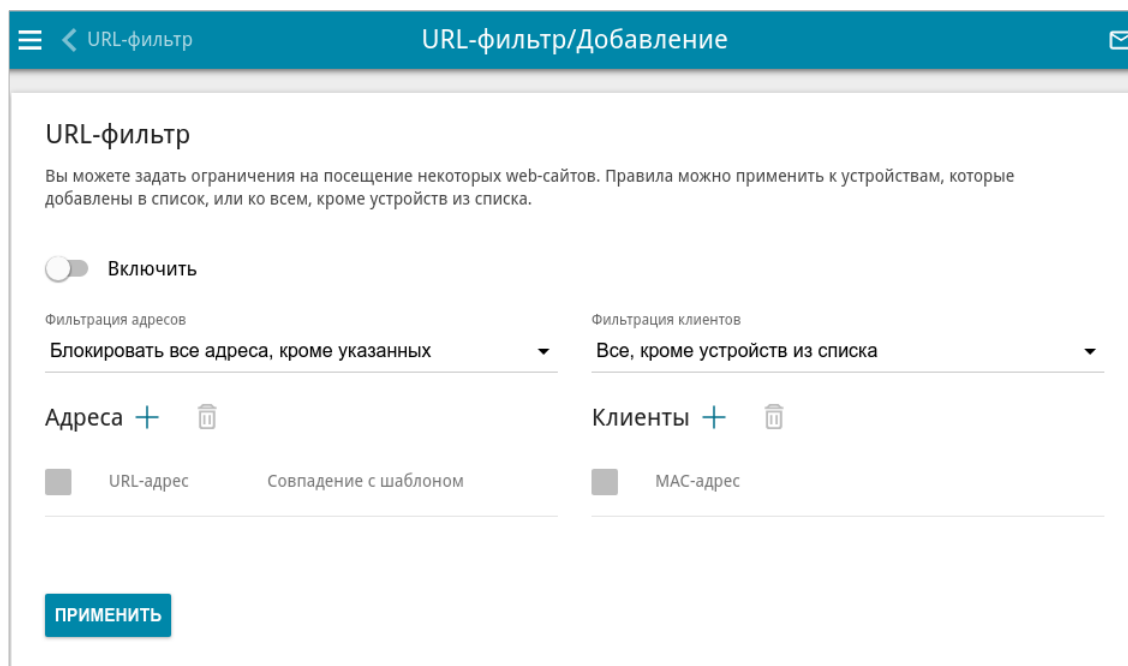 URL-фильтр
URL-фильтр/Добавление
URL-фильтр
Вы можете задать ограничения на посещение некоторых web-сайтов. Правила можно применить к устройствам, которые
добавлены в список, или ко всем, кроме устройств из списка.
Включить
Фильтрация адресов
Блокировать все адреса, кроме указанных
Фильтрация клиентов
Все, кроме устройств из списка
Адреса
URL-адрес Совпадение с шаблоном
Клиенты
MAC-адрес
ПРИМЕНИТЬ